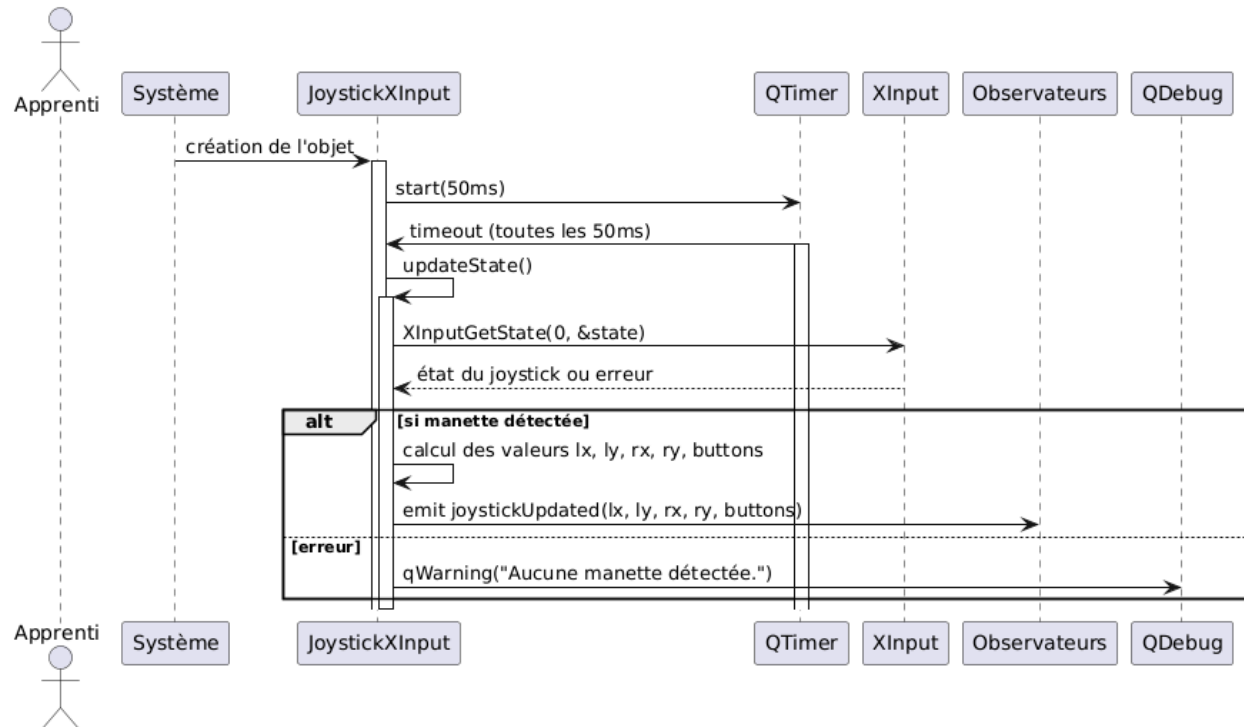 Apprenti
Système
JoystickXInput
QTimer
XInput
Observateurs
QDebug
création de l'objet
start(50ms)
timeout (toutes les 50ms)
updateState()
XInputGetState(0, &state)
état du joystick ou erreur
alt
[si manette détectée]
calcul des valeurs lx, ly, rx, ry, buttons
emit joystickUpdated(lx, ly, rx, ry, buttons)
[erreur]
qWarning("Aucune manette détectée.")
Apprenti
Système
JoystickXInput
QTimer
XInput
Observateurs
QDebug